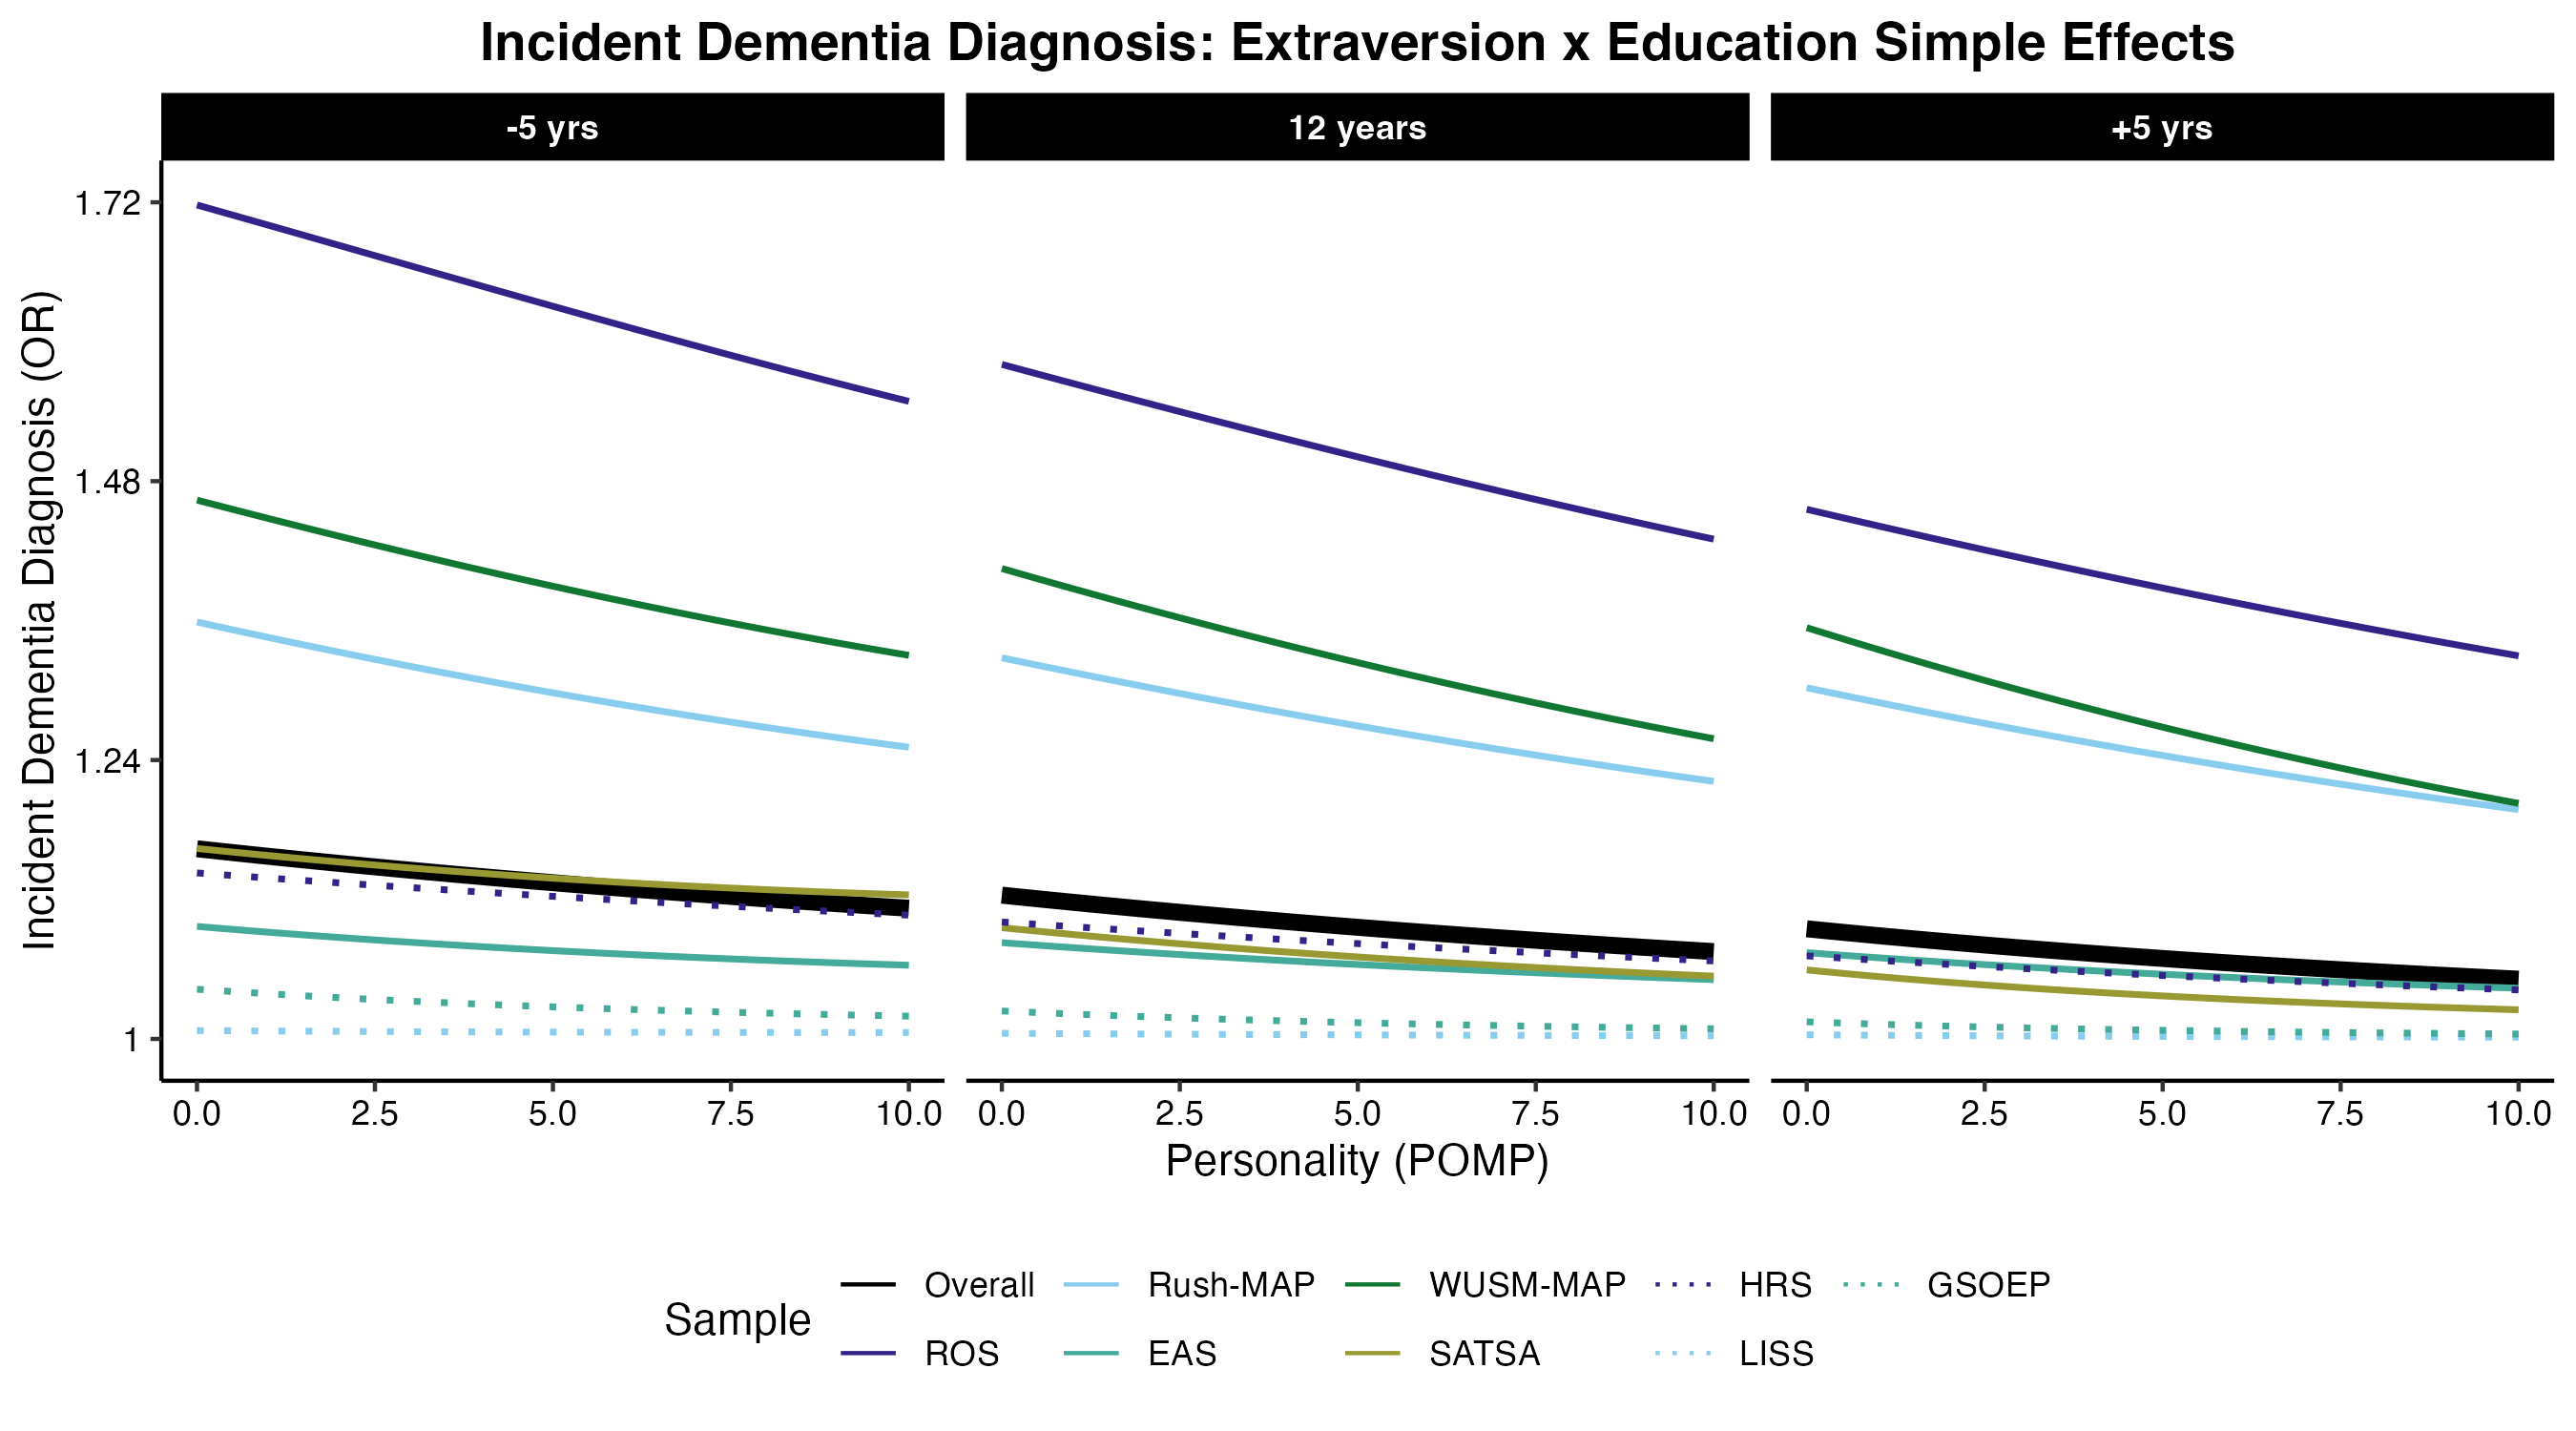 Incident Dementia Diagnosis: Extraversion x Education Simple Effects
-5 yrs
12 years
+5 yrs
Incident Dementia Diagnosis (OR)
1.72
1.48
1.24
1
0.0 2.5 5.0 7.5 10.0
0.0 2.5 5.0 7.5 10.0
0.0 2.5 5.0 7.5 10.0
Personality (POMP)
Sample
Overall Rush-MAP WUSM-MAP HRS GSOEP
ROS EAS SATSA LISS